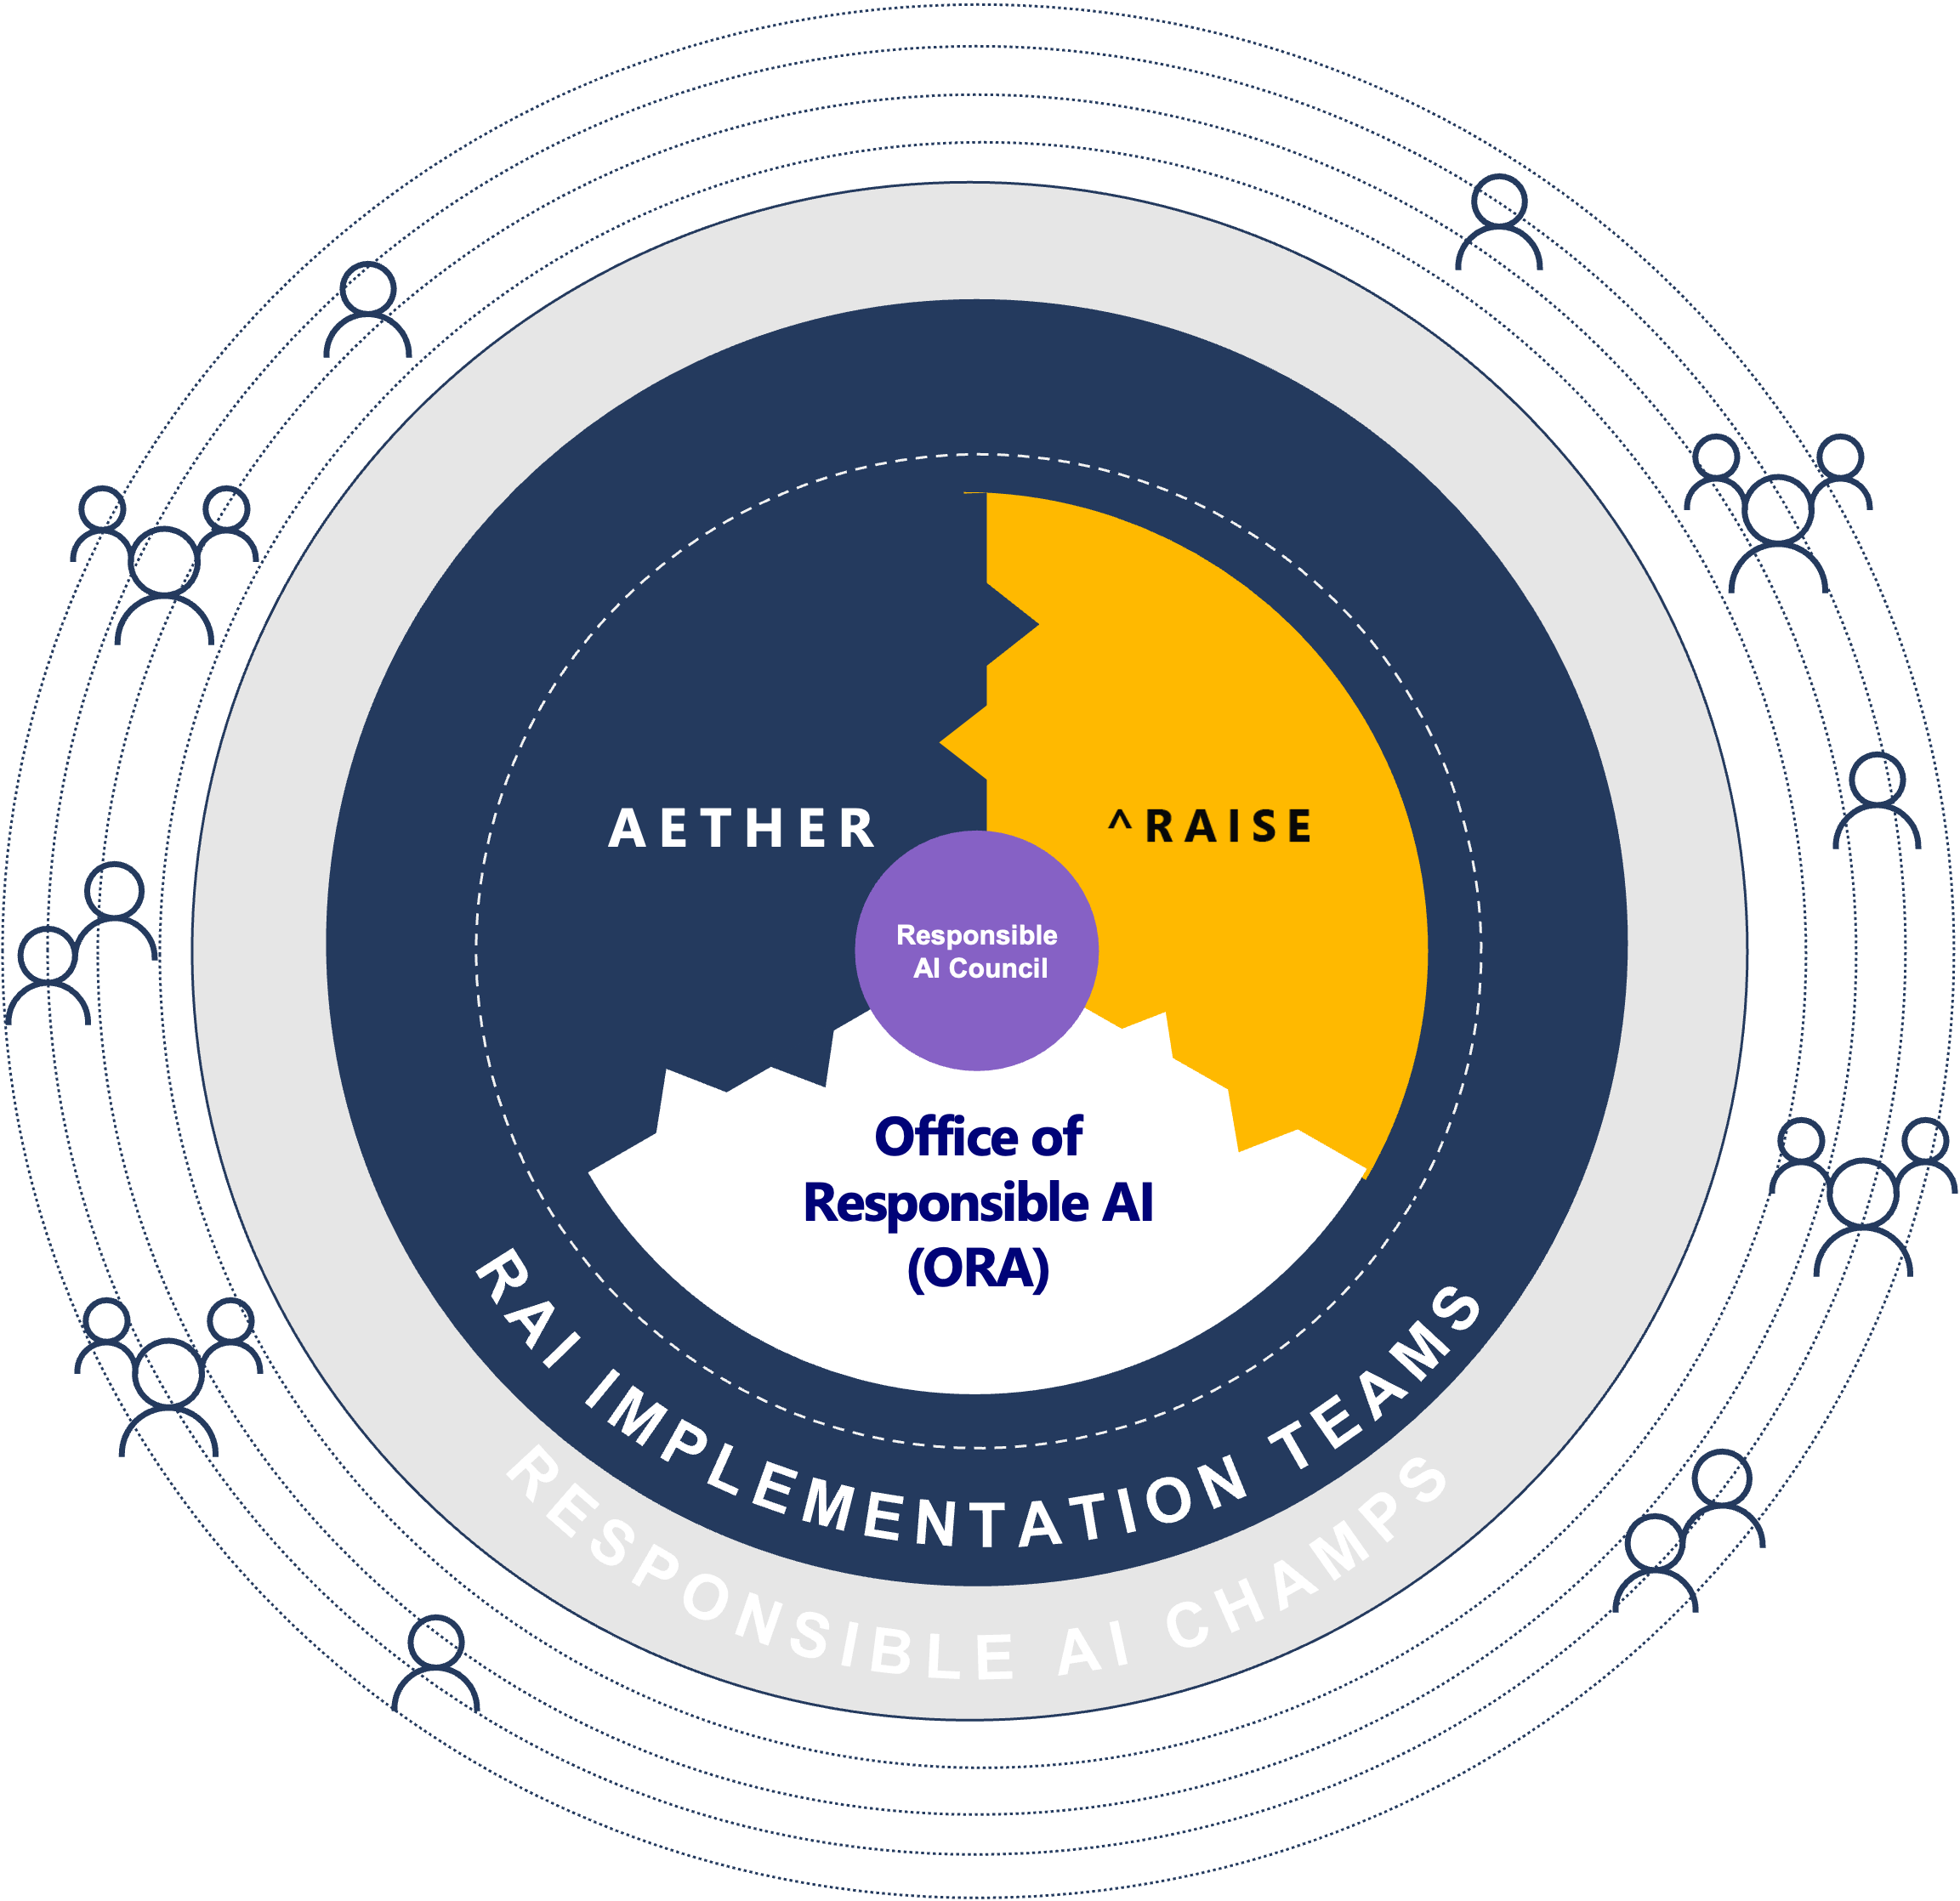 AETHER
^RAISE
Responsible
AI Council
Office of
Responsible AI
(ORA)
RAI IMPLEMENTATION TEAMS
RESPONSIBLE AI CHAMPS